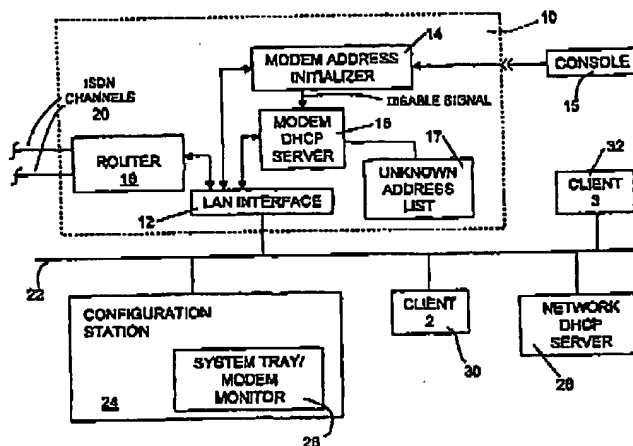 10
14
MODEM ADDRESS
INITIALIZER
CONSOLE
15
ISDN
CHANNELS
20
DISABLE SIGNAL
MODEM
DHCP
SERVER
16
17
ROUTER
18
UNKNOWN
ADDRESS
LIST
32
CLIENT
3
LAN INTERFACE
12
22
CONFIGURATION
STATION
CLIENT
2
30
NETWORK
DHCP
SERVER
28
SYSTEM TRAY/
MODEM
MONITOR
24
26